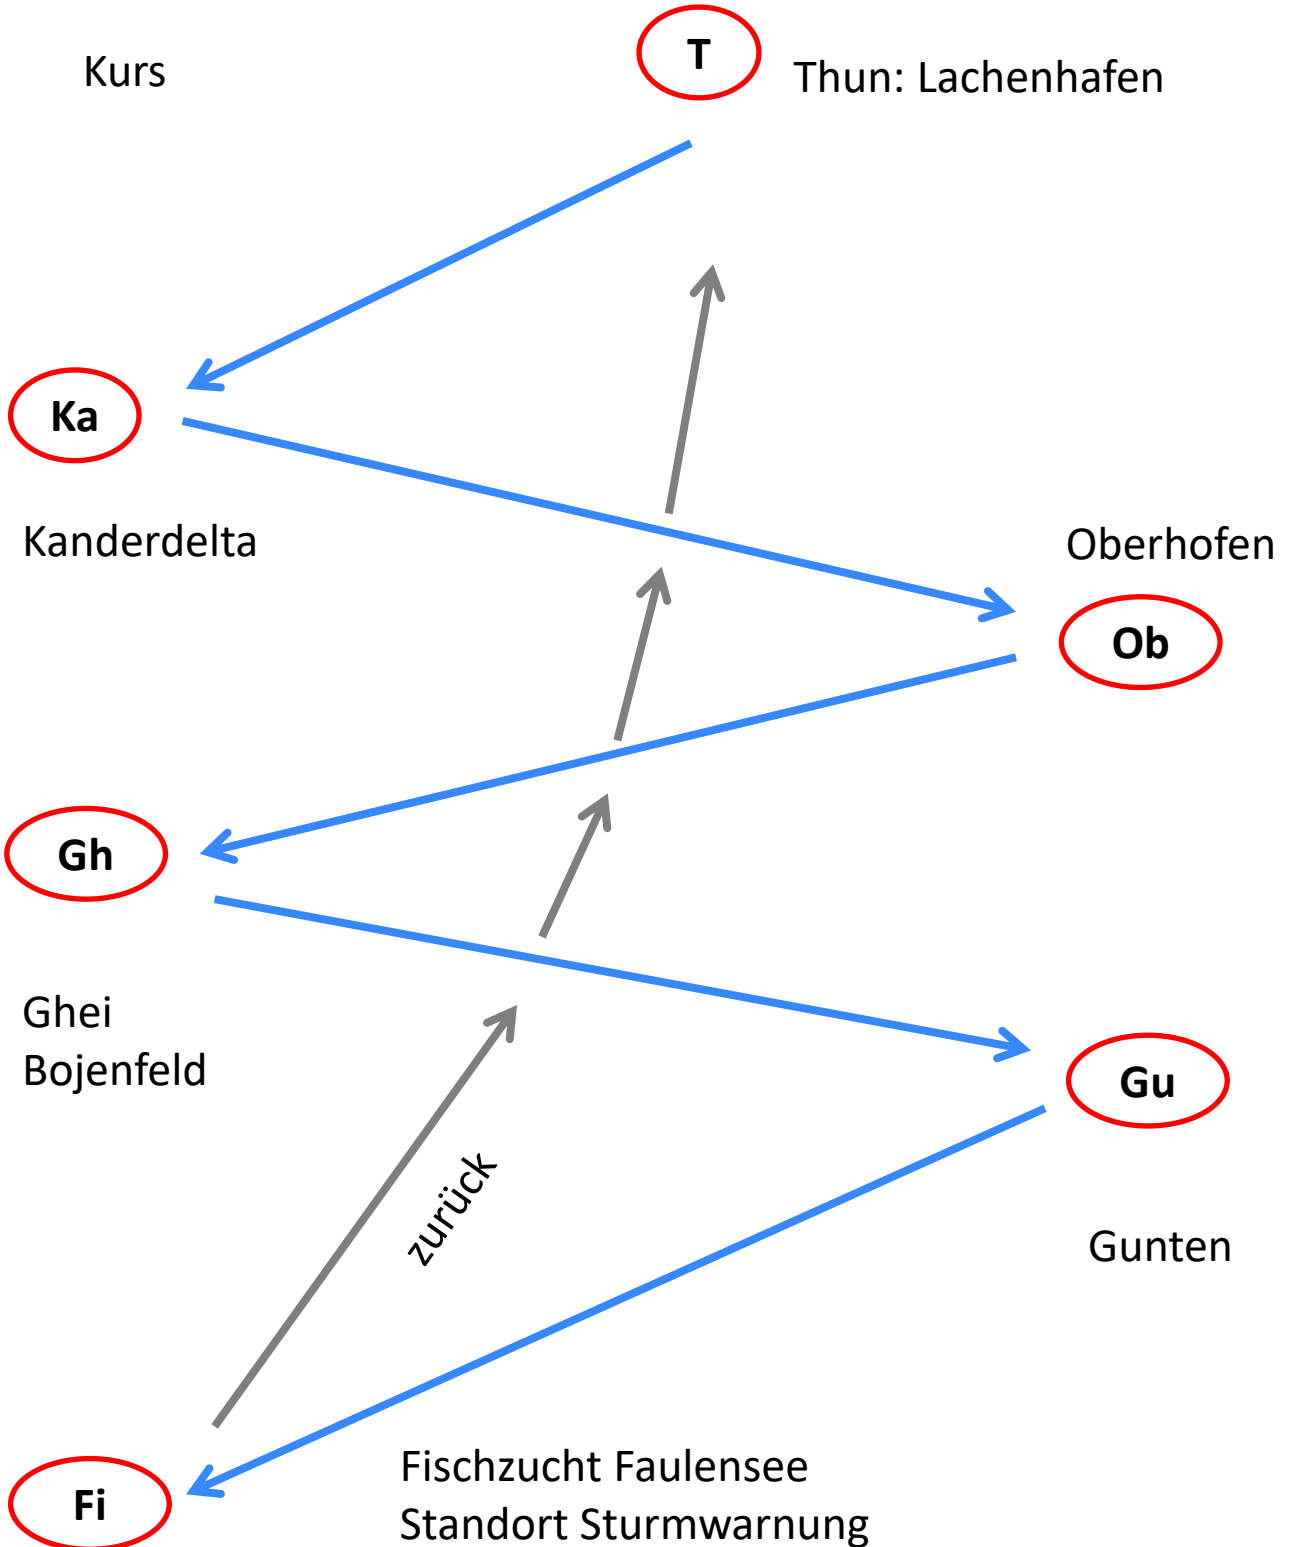 Kurs
T
Thun: Lachenhafen
Ka
Kanderdelta
Oberhofen
Ob
Gh
Ghei
Bojenfeld
Gu
zurück
Gunten
Fi
Fischzucht Faulensee
Standort Sturmwarnung